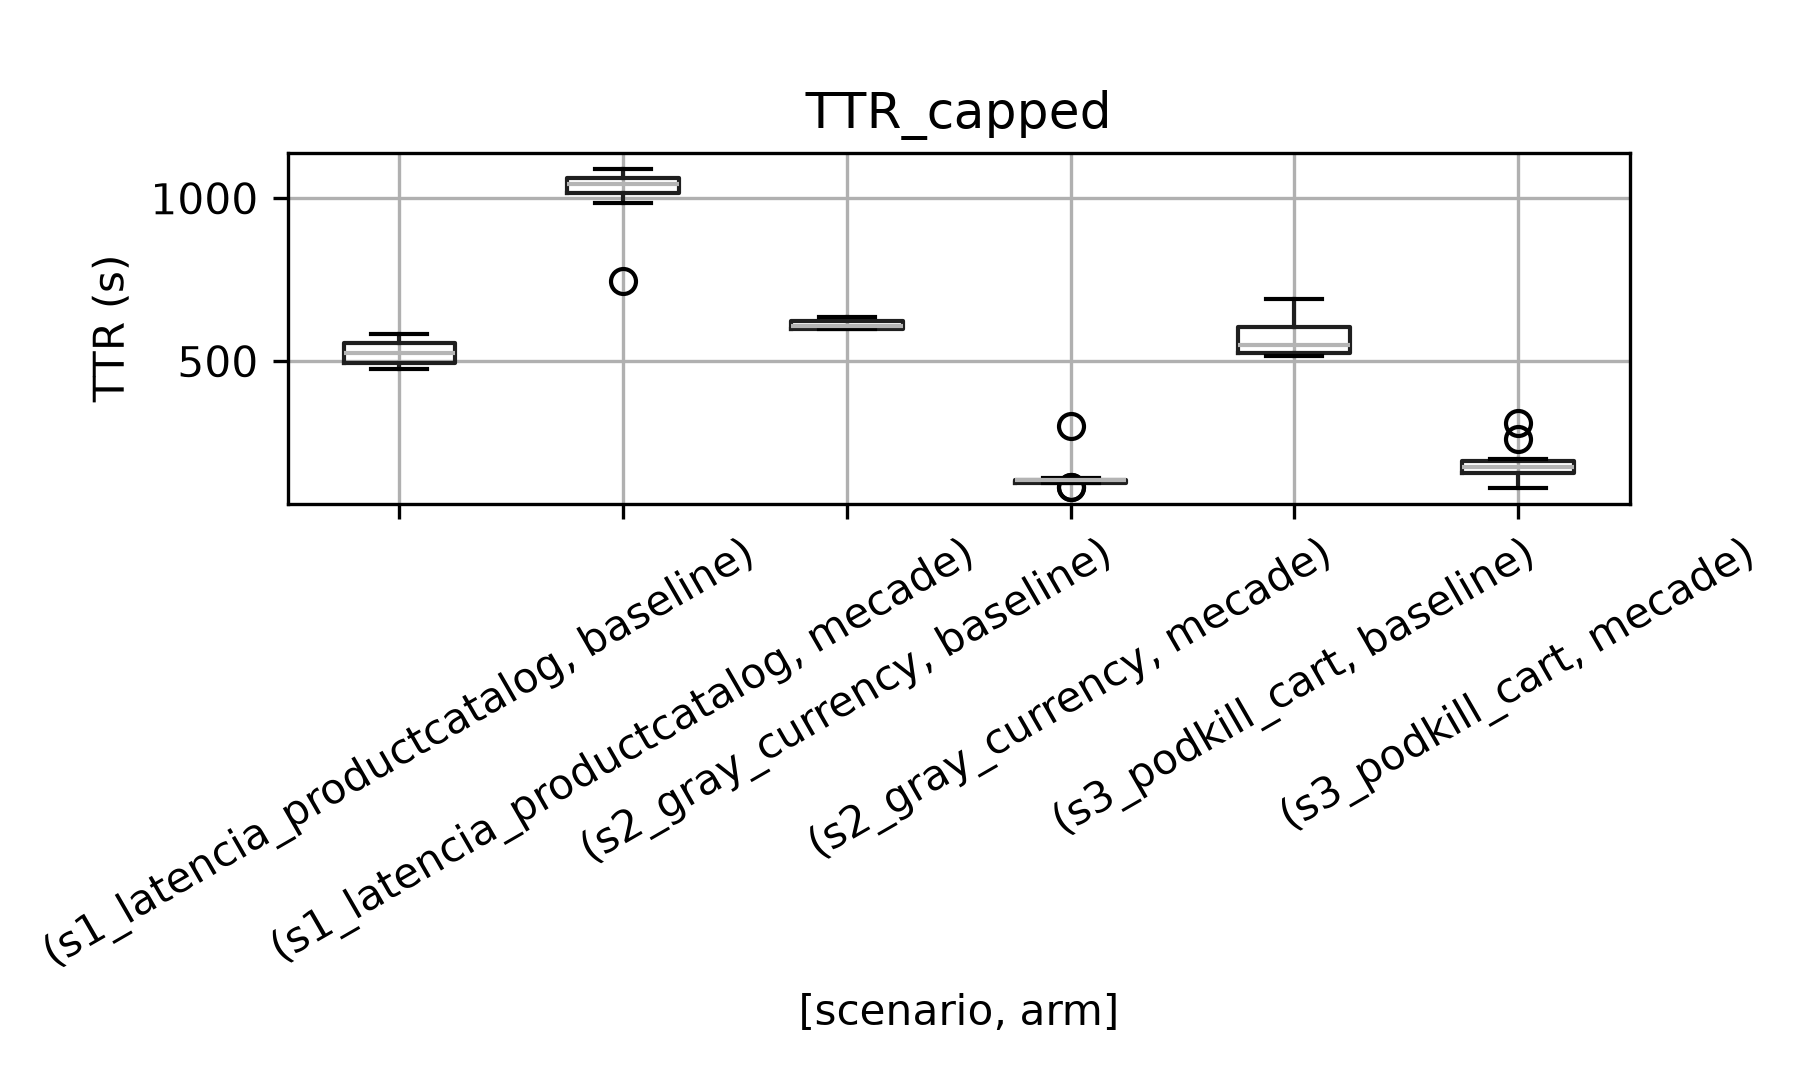 TTR_capped
1000
500
TTR (s)
(s1_latencia_productcatalog, baseline)
(s1_latencia_productcatalog, mecade)
(s2_gray_currency, baseline)
(s2_gray_currency, mecade)
(s3_podkill_cart, baseline)
(s3_podkill_cart, mecade)
[scenario, arm]